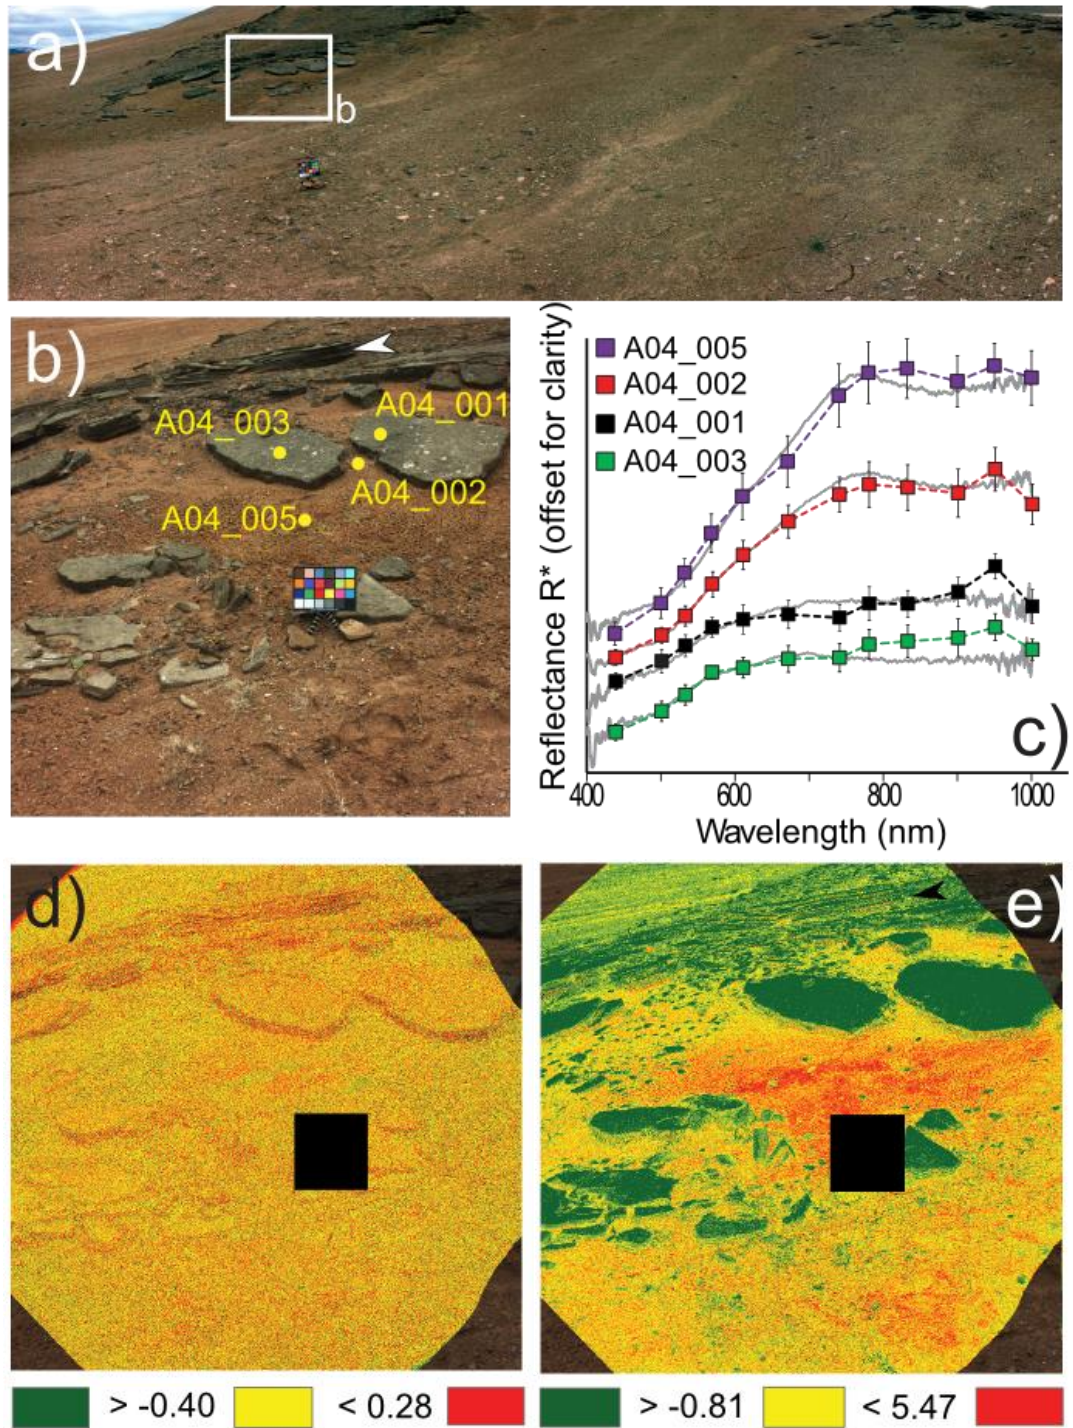 a)
b
b)
A04_001
A04_003
A04_002
A04_005
Reflectance R* (offset for clarity)
A04_005
A04_002
A04_001
A04_003
c)
400 600 800 1000
Wavelength (nm)
d)
e)
> -0.40 < 0.28
> -0.81 < 5.47